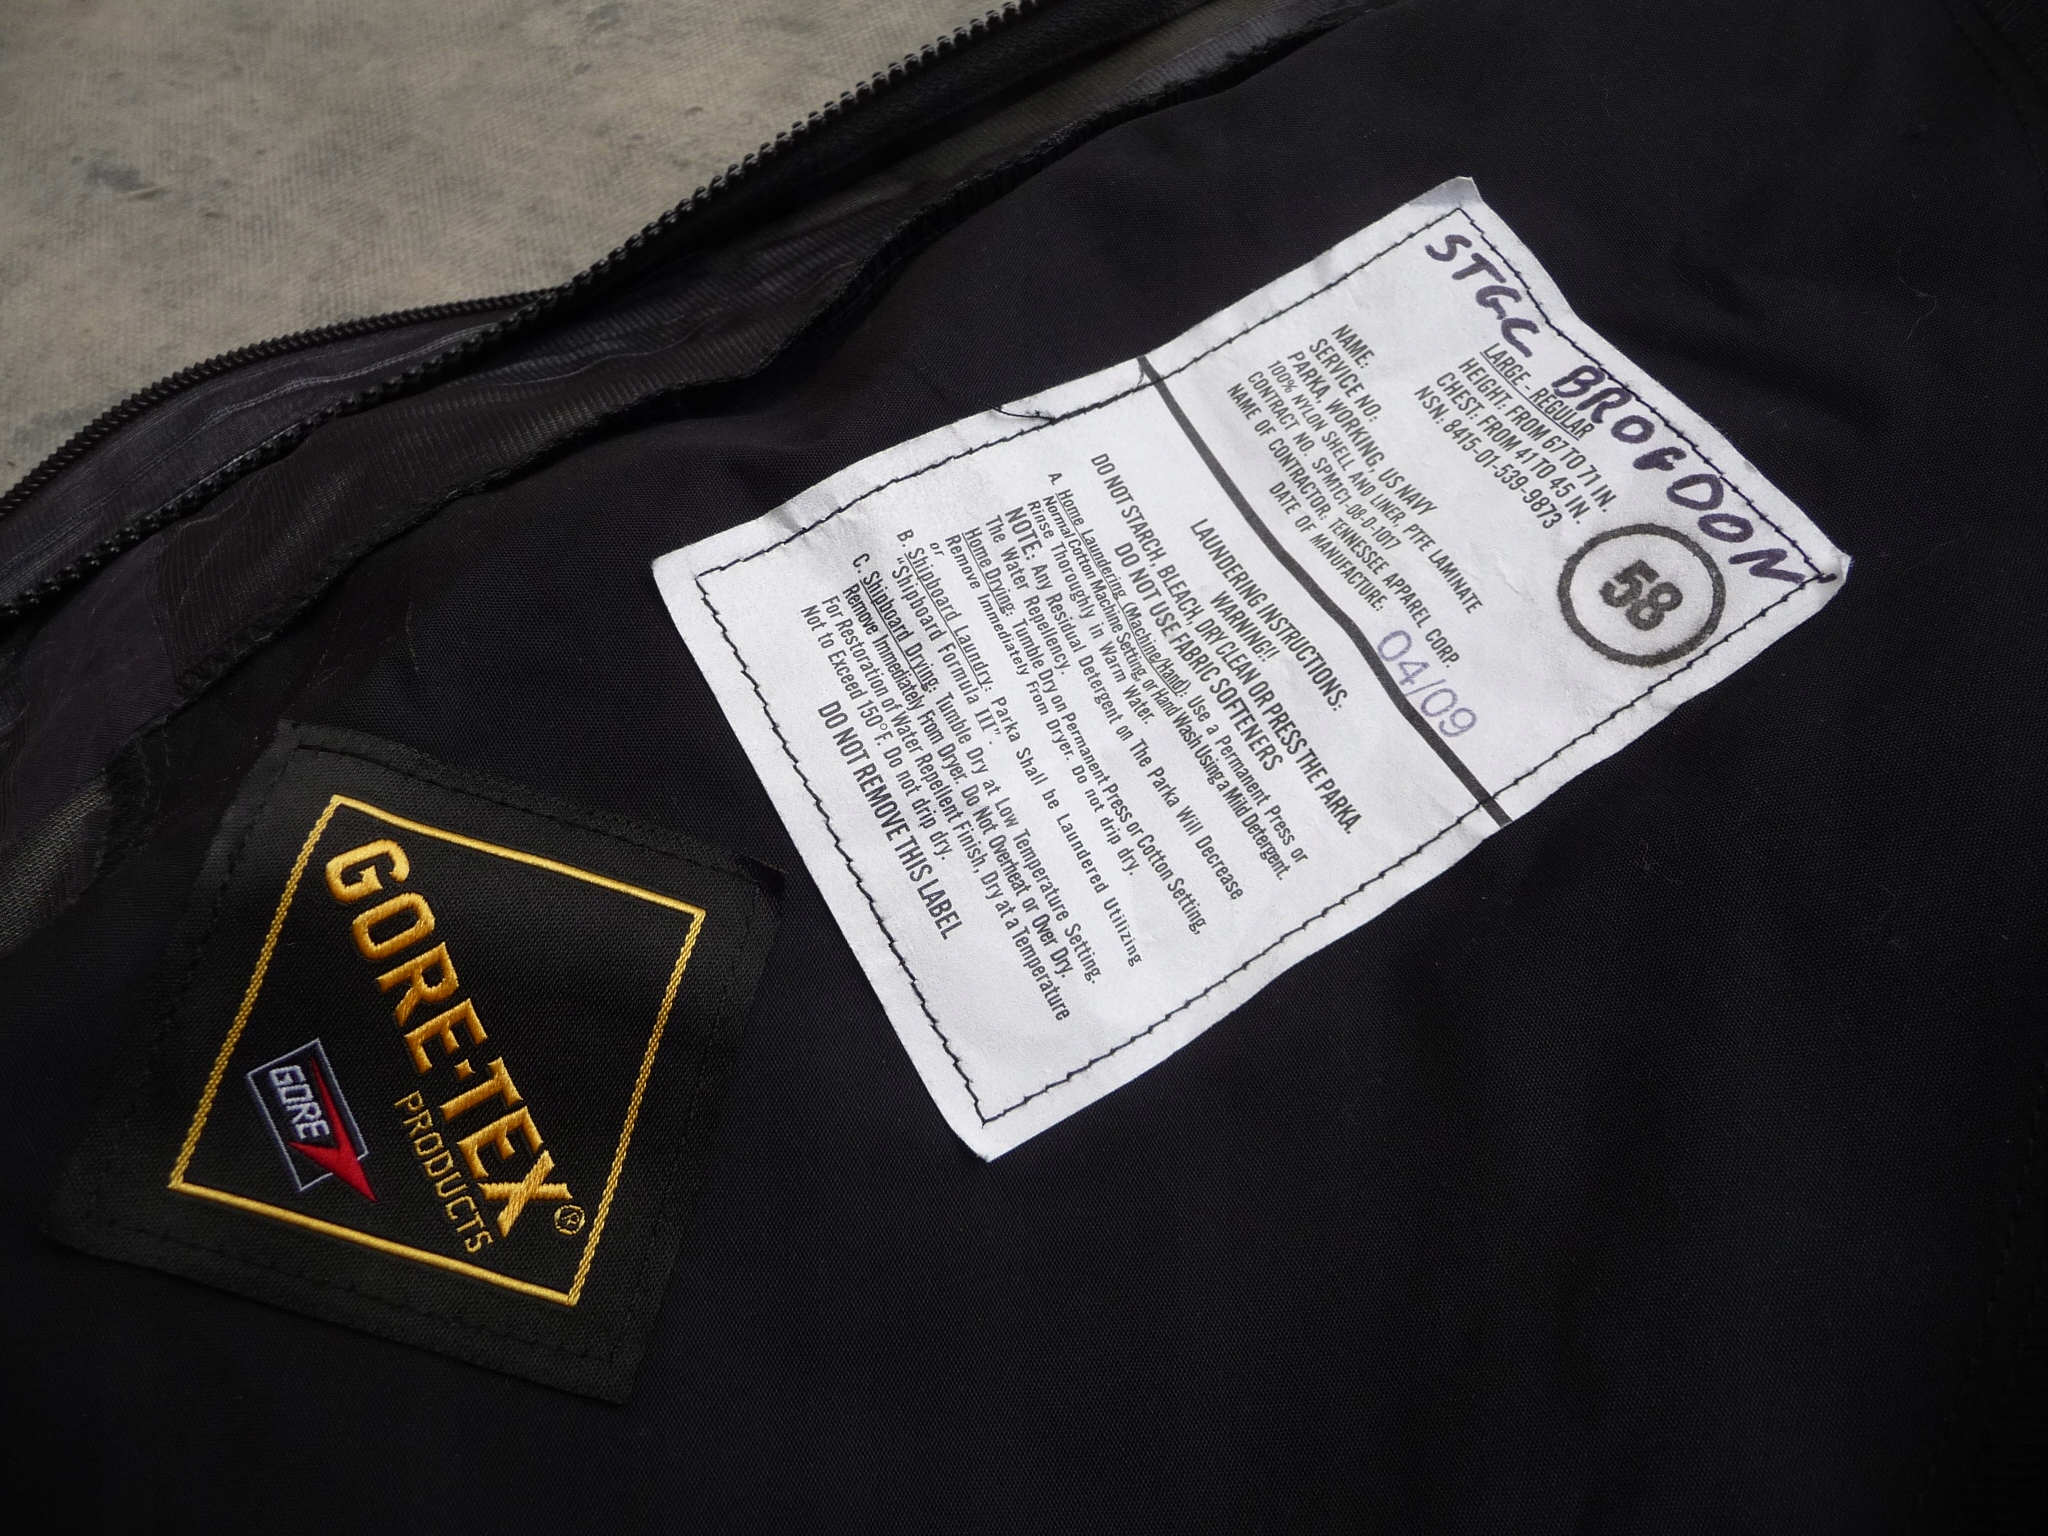 STGC BROGDON
LARGE - REGULAR
HEIGHT: FROM 67 TO 71 IN.
CHEST: FROM 41 TO 45 IN.
NSN: 8415-01-539-9873
58
NAME:
SERVICE NO:
PARKA, WORKING, US NAVY
100% NYLON SHELL AND LINER, PTFE LAMINATE
CONTRACT NO. SPM1C1-08-D-1017
NAME OF CONTRACTOR: TENNESSEE APPAREL CORP.
DATE OF MANUFACTURE: 04/09
LAUNDERING INSTRUCTIONS:
WARNING!!
DO NOT STARCH, BLEACH, DRY CLEAN OR PRESS THE PARKA.
DO NOT USE FABRIC SOFTENERS
A. Home Laundering (Machine/Hand): Use a Permanent Press or
Normal Cotton Machine Setting, or Hand Wash Using a Mild Detergent.
Rinse Thoroughly in Warm Water.
NOTE: Any Residual Detergent on The Parka Will Decrease
The Water Repellency.
Home Drying: Tumble Dry on Permanent Press or Cotton Setting,
Remove Immediately From Dryer. Do not drip dry.
or
B. Shipboard Laundry: Parka Shall be Laundered Utilizing
"Shipboard Formula III".
C. Shipboard Drying: Tumble Dry at Low Temperature Setting.
Remove Immediately From Dryer. Do Not Overheat or Over Dry.
For Restoration of Water Repellent Finish, Dry at a Temperature
Not to Exceed 150°F. Do not drip dry.
DO NOT REMOVE THIS LABEL
GORE-TEX®
PRODUCTS
GORE